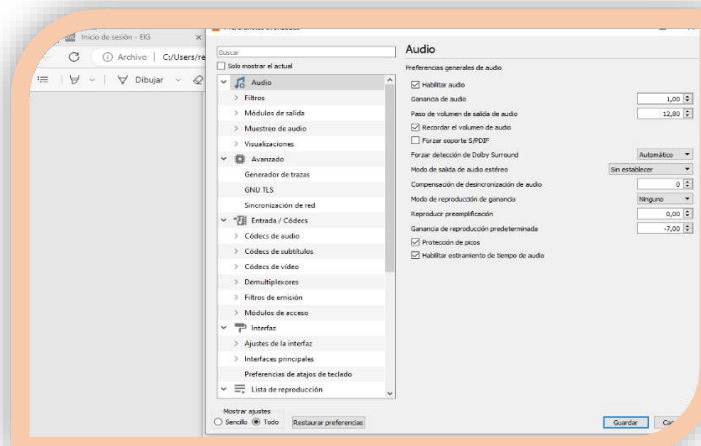 Inicio de sesión - EIG
Archivo | C:/Users/re
Dibujar
Buscar
Solo mostrar el actual
Audio
Filtros
Módulos de salida
Muestreo de audio
Visualizaciones
Avanzado
Generador de trazas
GNU TLS
Sincronización de red
Entrada / Códecs
Códecs de audio
Códecs de subtítulos
Códecs de vídeo
Demultiplexores
Filtros de emisión
Módulos de acceso
Interfaz
Ajustes de la interfaz
Interfaces principales
Preferencias de atajos de teclado
Lista de reproducción
Mostrar ajustes
Sencillo Todo Restaurar preferencias
Audio
Preferencias generales de audio
Habilitar audio
Ganancia de audio 1,00
Paso de volumen de salida de audio 12,80
Recordar el volumen de audio
Forzar soporte S/PDIF
Forzar detección de Dolby Surround Automático
Modo de salida de audio estéreo Sin establecer
Compensación de desincronización de audio 0
Modo de reproducción de ganancia Ninguno
Reproducir preamplificación 0,00
Ganancia de reproducción predeterminada -7,00
Protección de picos
Habilitar estiramiento de tiempo de audio
Guardar